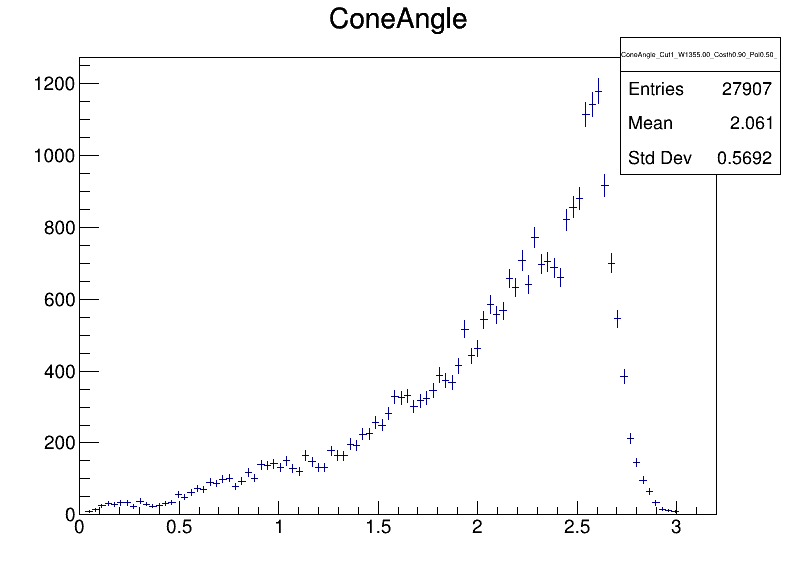 ConeAngle
ConeAngle_Cut1_W1355.00_Costh0.90_Pol0.50_
Entries 27907
Mean 2.061
Std Dev 0.5692
1200
1000
800
600
400
200
0
0 0.5 1 1.5 2 2.5 3